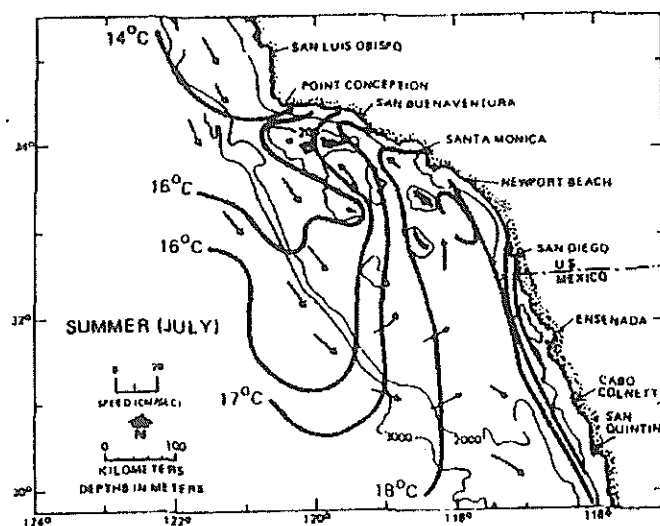 14°C
SAN LUIS OBISPO
POINT CONCEPTION
SAN BUENAVENTURA
SANTA MONICA
34°
16°C
NEWPORT BEACH
16°C
SAN DIEGO
U.S
MEXICO
SUMMER (JULY)
32°
ENSENADA
SPEED (CM/SEC)
17°C
CABO
COLNETT
N
SAN
QUINTIN
0 100
3000
2000
KILOMETERS
DEPTHS IN METERS
18°C
30°
124°
122°
120°
118°